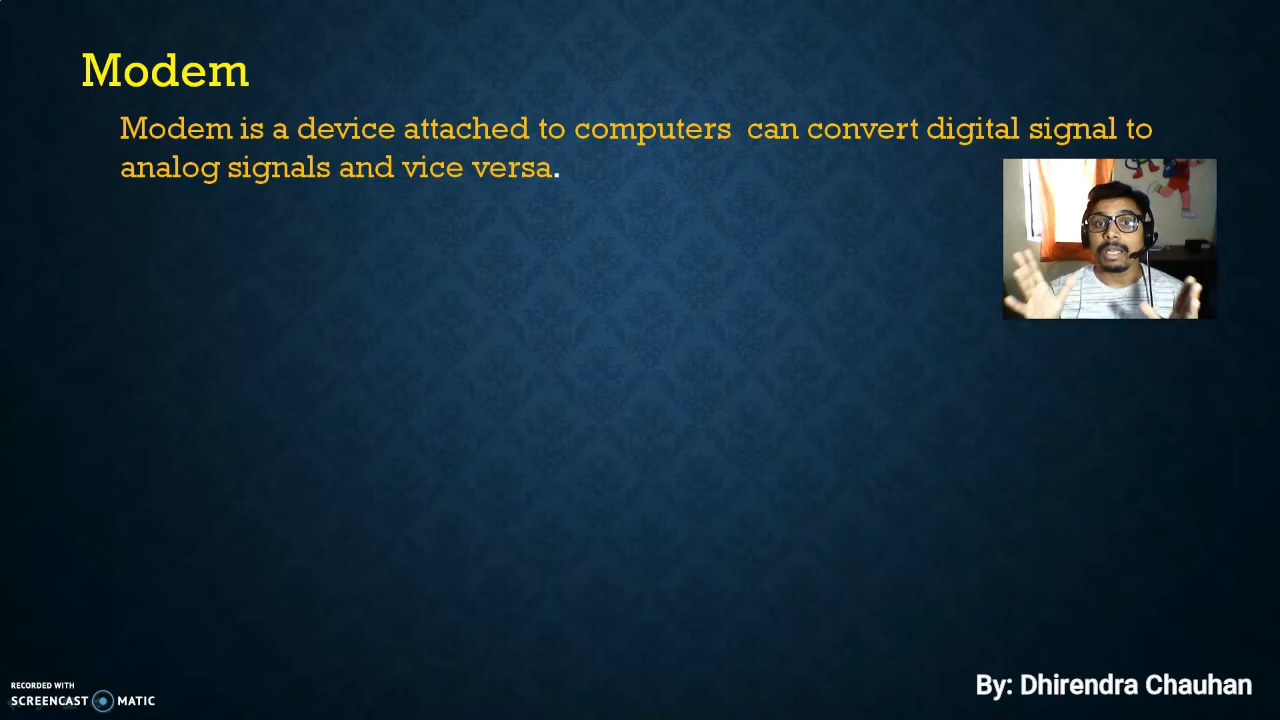 Modem
Modem is a device attached to computers can convert digital signal to
analog signals and vice versa.
RECORDED WITH
SCREENCAST MATIC
By: Dhirendra Chauhan